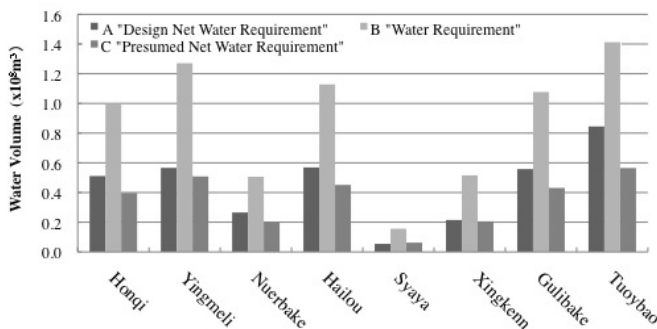 A "Design Net Water Requirement" B "Water Requirement"
C "Presumed Net Water Requirement"
Water Volume (x10⁸m³)
1.6
1.4
1.2
1.0
0.8
0.6
0.4
0.2
0.0
Honqi Yingmeli Nuerbake Hailou Syaya Xingkenn Gulibake Tuoybao